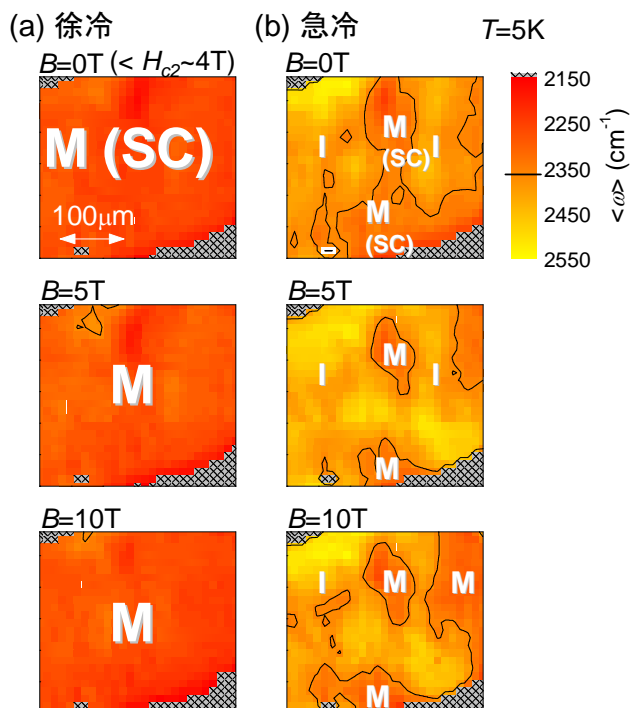 (a) 徐冷
(b) 急冷
T=5K
B=0T (< Hc2~4T)
B=0T
M (SC)
100μm
I
M
(SC)
I
M
(SC)
2150
2250
2350
2450
2550
<ω> (cm-1)
B=5T
B=5T
M
I
M
I
M
B=10T
B=10T
M
I
M
M
M